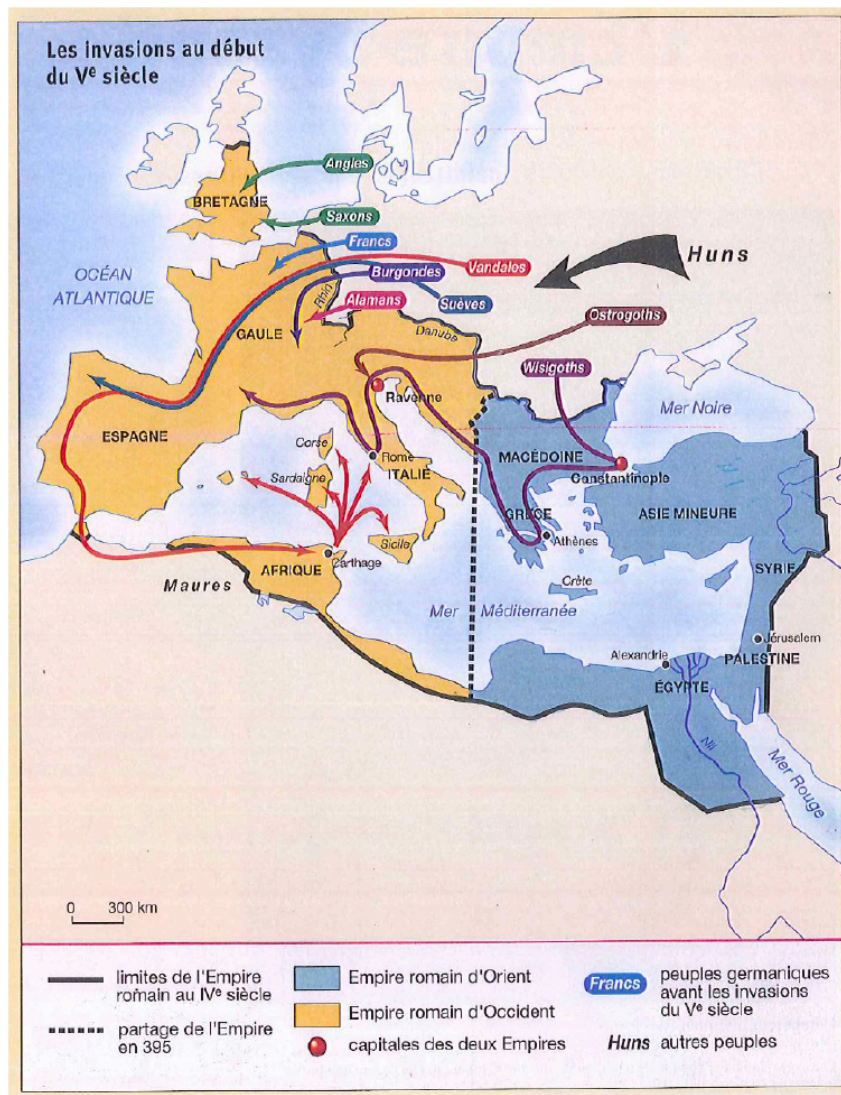 Les invasions au début
du Vᵉ siècle
Angles
BRETAGNE
Saxons
Francs
Huns
OCÉAN
ATLANTIQUE
Burgondes
Vandales
Rhin
Alamans
Suèves
GAULE
Danube
Ostrogoths
Wisigoths
Ravenne
Mer Noire
ESPAGNE
Corse
Rome
ITALIE
MACÉDOINE
Constantinople
Sardaigne
GRÈCE
ASIE MINEURE
Athènes
Sicile
AFRIQUE
Carthage
SYRIE
Maures
Crète
Mer
Méditerranée
Jérusalem
Alexandrie
PALESTINE
ÉGYPTE
Nil
Mer Rouge
0 300 km
limites de l'Empire
romain au IVᵉ siècle
partage de l'Empire
en 395
Empire romain d'Orient
Empire romain d'Occident
capitales des deux Empires
Francs
peuples germaniques
avant les invasions
du Vᵉ siècle
Huns autres peuples